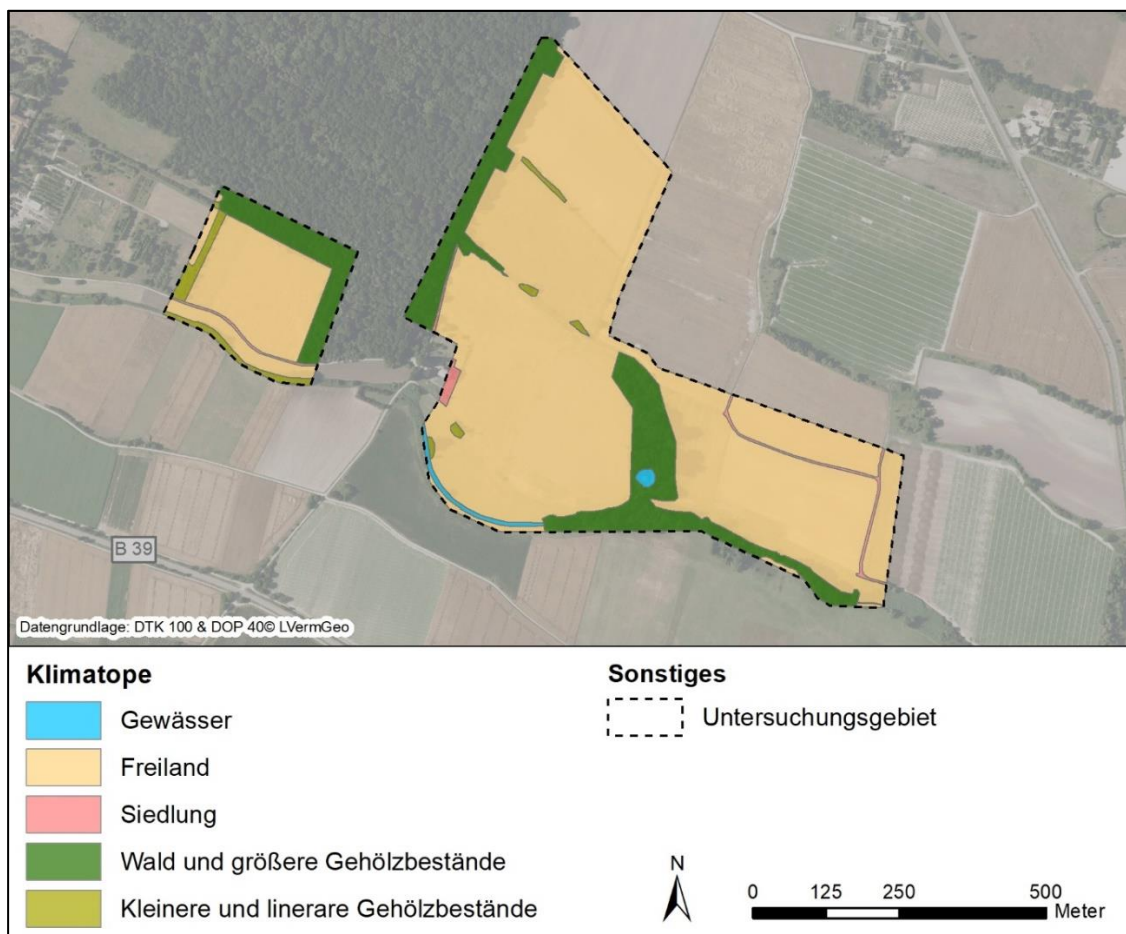 B 39
Datengrundlage: DTK 100 & DOP 40© LVermGeo
Klimatope
Gewässer
Freiland
Siedlung
Wald und größere Gehölzbestände
Kleinere und linerare Gehölzbestände
Sonstiges
Untersuchungsgebiet
N
0 125 250 500
Meter